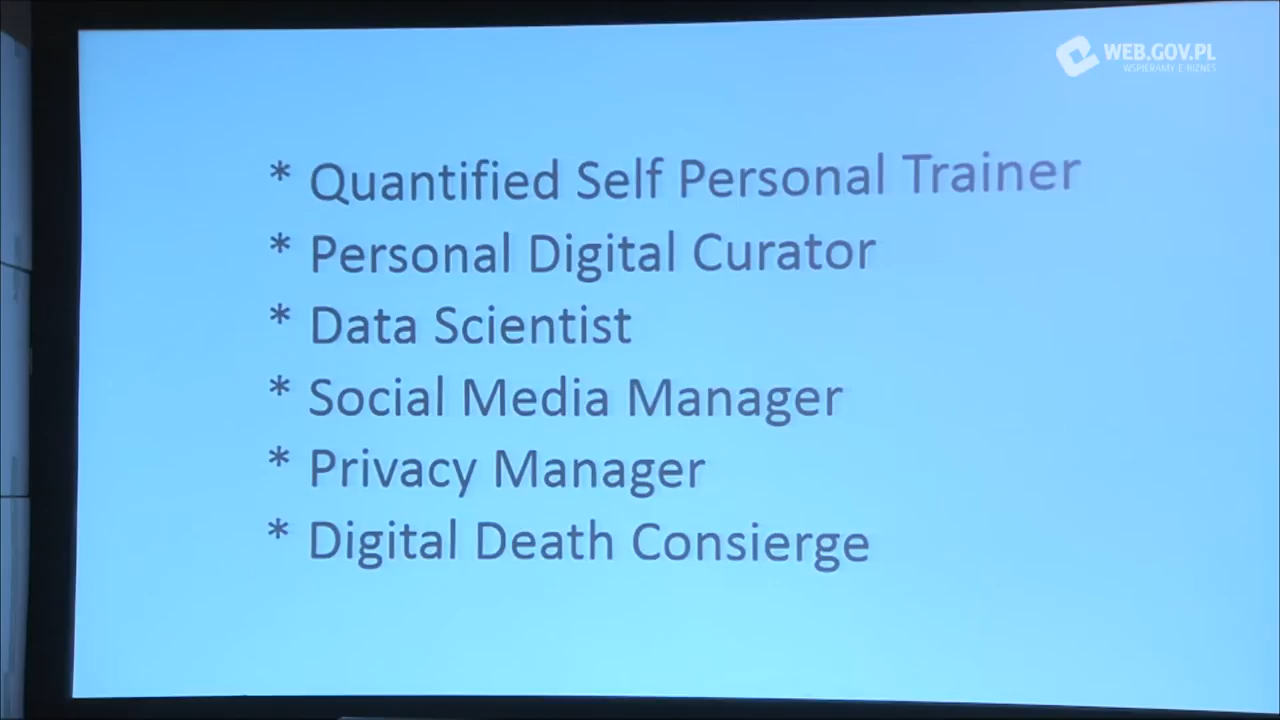 WEB.GOV.PL
WSPIERAMY E-BIZNES
* Quantified Self Personal Trainer
* Personal Digital Curator
* Data Scientist
* Social Media Manager
* Privacy Manager
* Digital Death Consierge